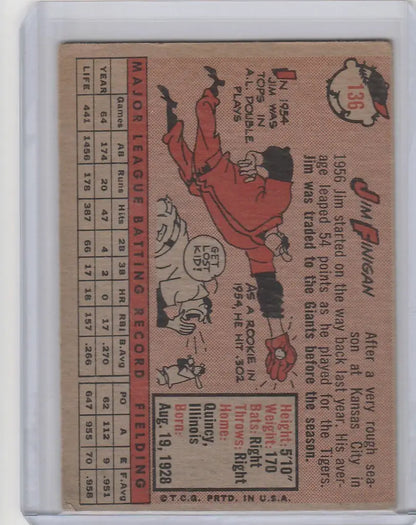 136
JIM FINIGAN
After a very rough sea-
son at Kansas City in
1956 Jim started on the way back last year. His aver-
age leaped 54 points as he played for the Tigers.
Jim was traded to the Giants before the season.
IN 1954
JIM WAS
TOPS IN
A.L. DOUBLE
PLAYS
GET
LOST
KID!
AS A ROOKIE IN
1954, HE HIT .302
Height: 5'10"
Weight: 170
Bats: Right
Throws: Right
Home:
Quincy,
Illinois
Born:
Aug. 19, 1928
MAJOR LEAGUE BATTING RECORD FIELDING
Games AB Runs Hits 2B 3B HR RBI B.Avg PO A E F.Avg
YEAR 64 174 20 47 4 2 0 17 .270 62 112 9 .951
LIFE 441 1456 178 387 66 17 18 157 .266 647 955 70 .958
© T.C.G. PRTD. IN U.S.A.